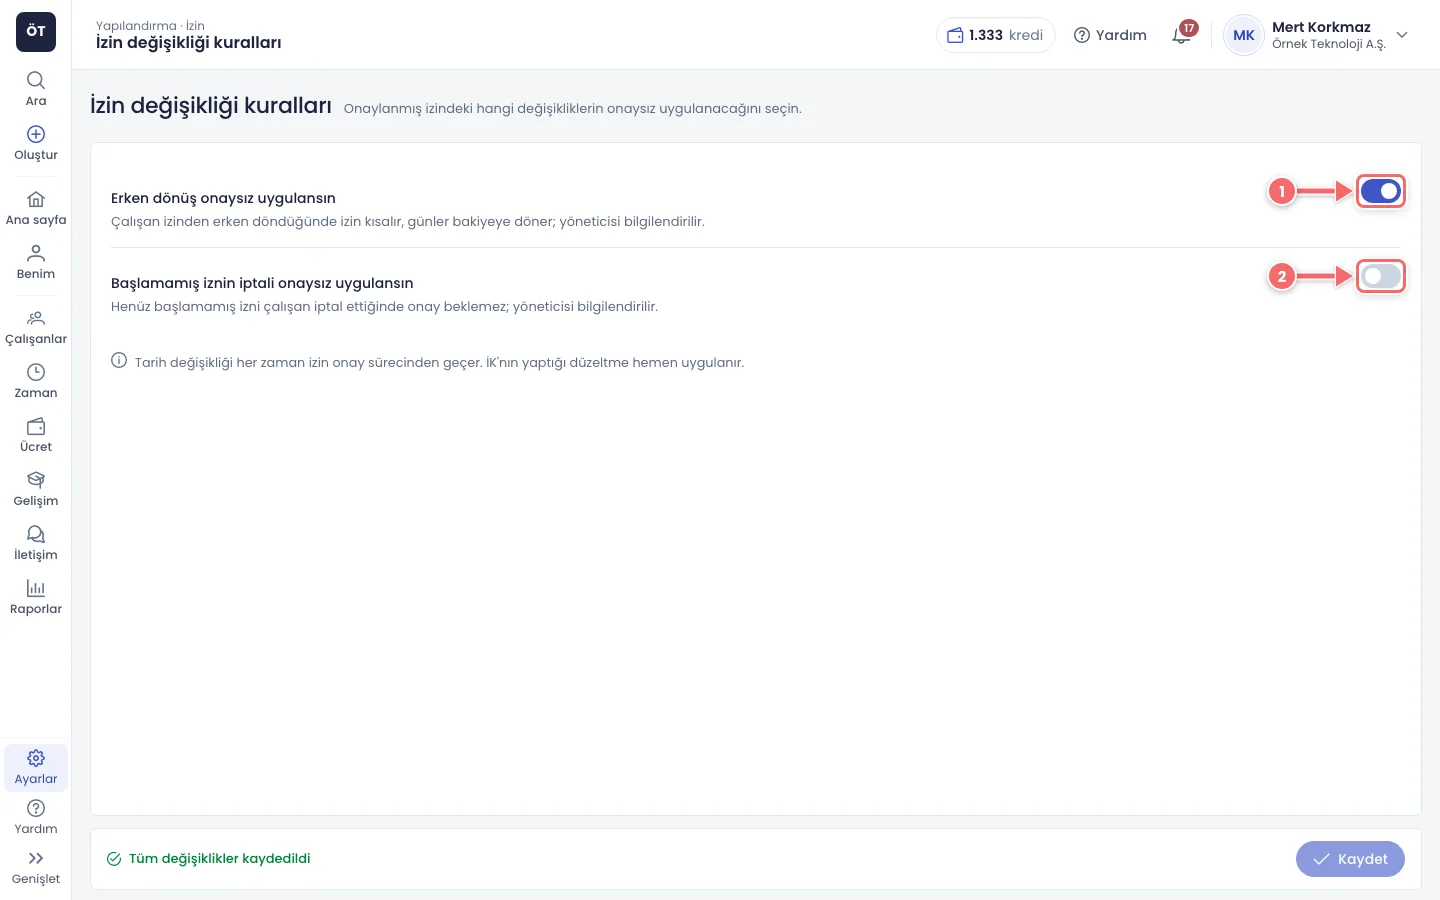 ÖT
Ara
Oluştur
Ana sayfa
Benim
Çalışanlar
Zaman
Ücret
Gelişim
İletişim
Raporlar
Ayarlar
Yardım
Genişlet
Yapılandırma · İzin
İzin değişikliği kuralları
1.333 kredi
Yardım
17
MK
Mert Korkmaz
Örnek Teknoloji A.Ş.
İzin değişikliği kuralları
Onaylanmış izindeki hangi değişikliklerin onaysız uygulanacağını seçin.
Erken dönüş onaysız uygulansın
Çalışan izinden erken döndüğünde izin kısalır, günler bakiyeye döner; yöneticisi bilgilendirilir.
1
Başlamamış iznin iptali onaysız uygulansın
Henüz başlamamış izni çalışan iptal ettiğinde onay beklemez; yöneticisi bilgilendirilir.
2
Tarih değişikliği her zaman izin onay sürecinden geçer. İK'nın yaptığı düzeltme hemen uygulanır.
Tüm değişiklikler kaydedildi
Kaydet